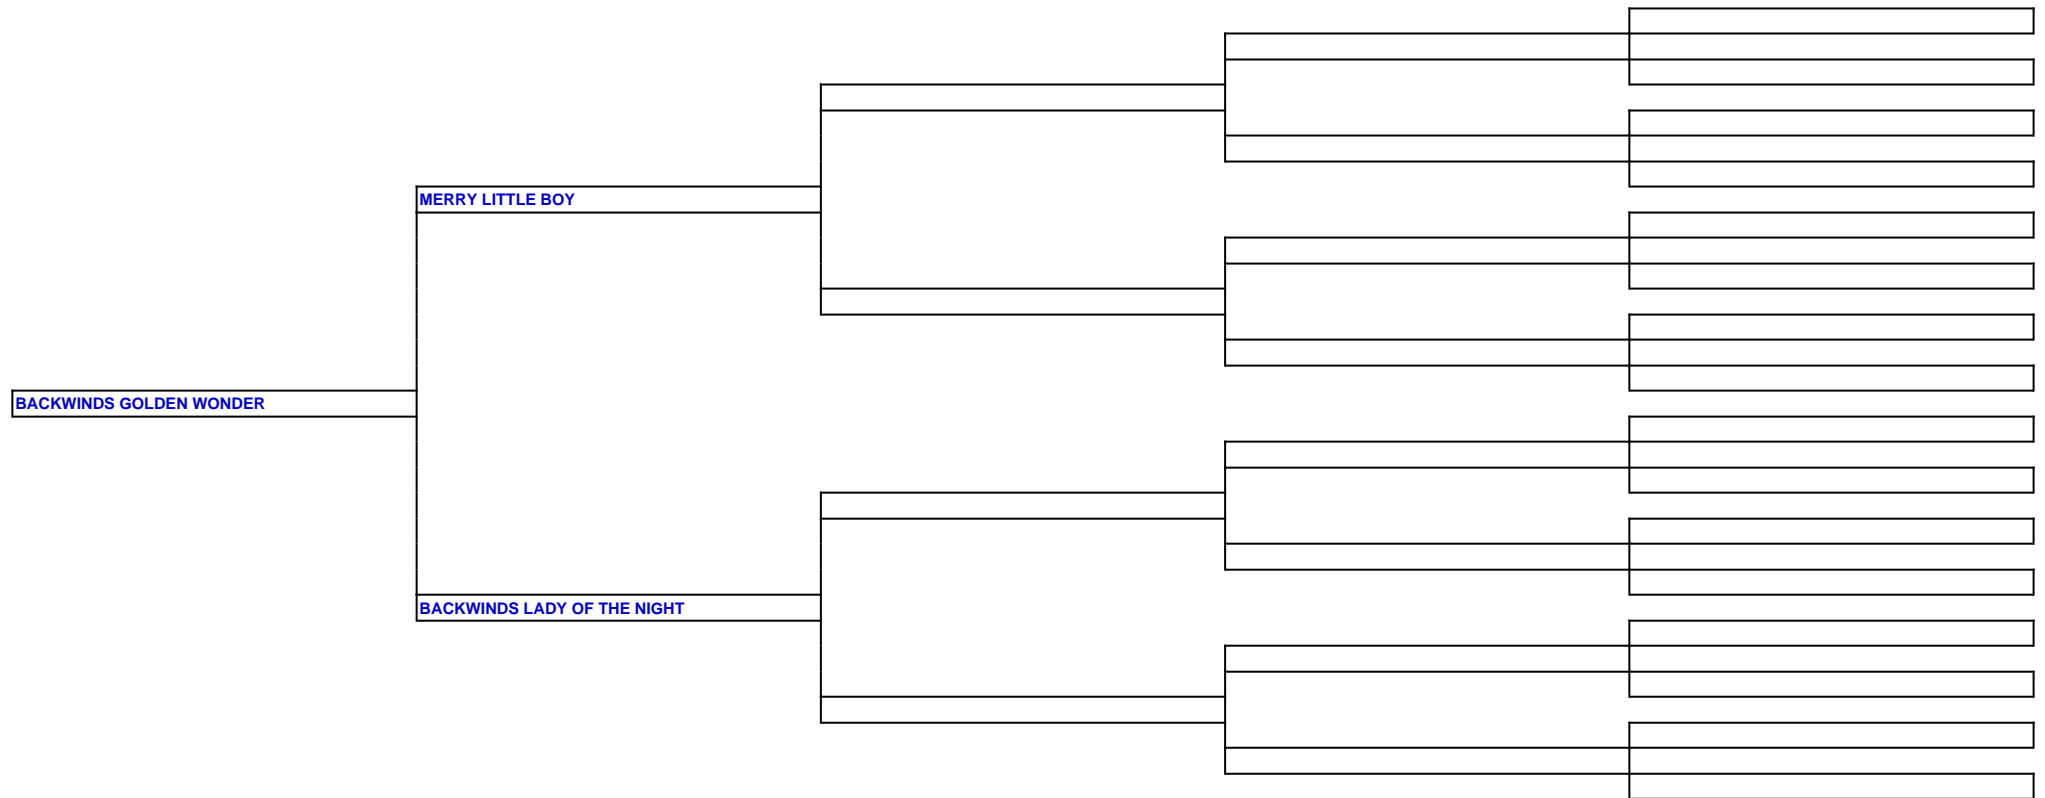 MERRY LITTLE BOY
BACKWINDS GOLDEN WONDER
BACKWINDS LADY OF THE NIGHT